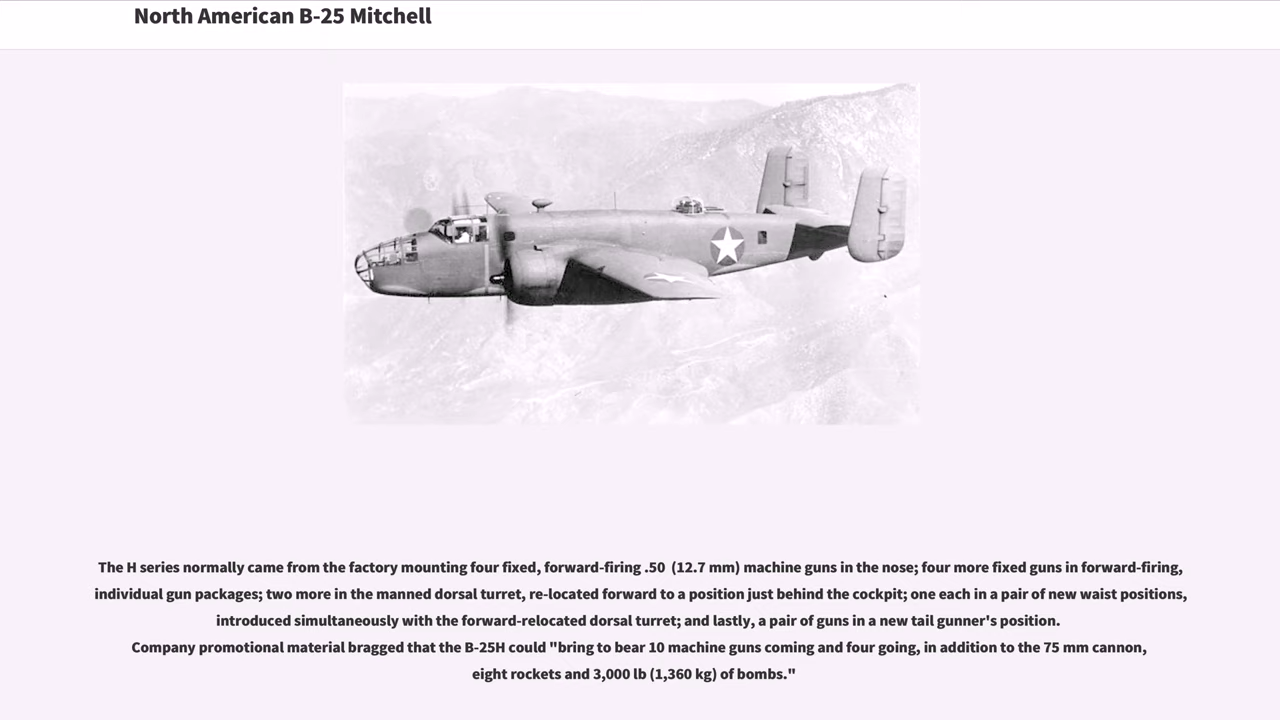 North American B-25 Mitchell
The H series normally came from the factory mounting four fixed, forward-firing .50 (12.7 mm) machine guns in the nose; four more fixed guns in forward-firing,
individual gun packages; two more in the manned dorsal turret, re-located forward to a position just behind the cockpit; one each in a pair of new waist positions,
introduced simultaneously with the forward-relocated dorsal turret; and lastly, a pair of guns in a new tail gunner's position.
Company promotional material bragged that the B-25H could "bring to bear 10 machine guns coming and four going, in addition to the 75 mm cannon,
eight rockets and 3,000 lb (1,360 kg) of bombs."